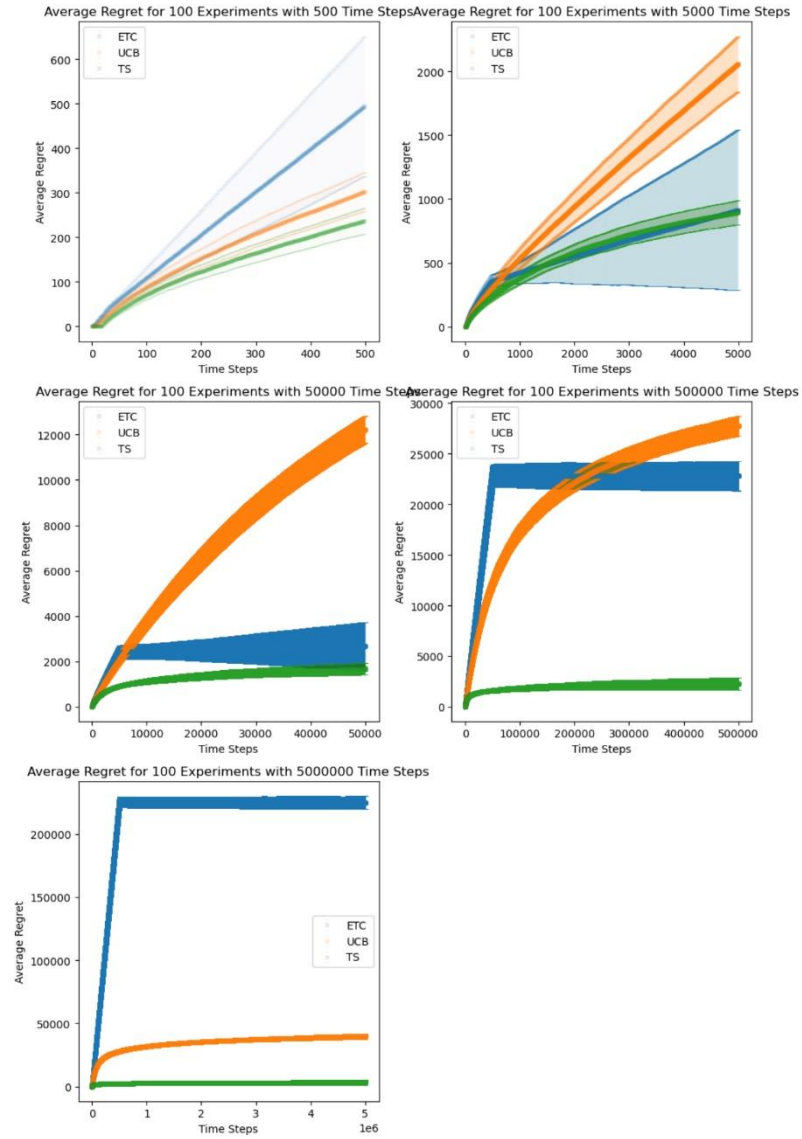 Average Regret for 100 Experiments with 500 Time Steps
ETC
UCB
TS
600
500
400
300
200
100
0
Average Regret
0
100
200
300
400
500
Time Steps
Average Regret for 100 Experiments with 5000 Time Steps
ETC
UCB
TS
2000
1500
1000
500
0
Average Regret
0
1000
2000
3000
4000
5000
Time Steps
Average Regret for 100 Experiments with 50000 Time Steps
ETC
UCB
TS
12000
10000
8000
6000
4000
2000
0
Average Regret
0
10000
20000
30000
40000
50000
Time Steps
Average Regret for 100 Experiments with 500000 Time Steps
ETC
UCB
TS
30000
25000
20000
15000
10000
5000
0
Average Regret
0
100000
200000
300000
400000
500000
Time Steps
Average Regret for 100 Experiments with 5000000 Time Steps
200000
150000
100000
50000
0
Average Regret
ETC
UCB
TS
0
1
2
3
4
5
1e6
Time Steps